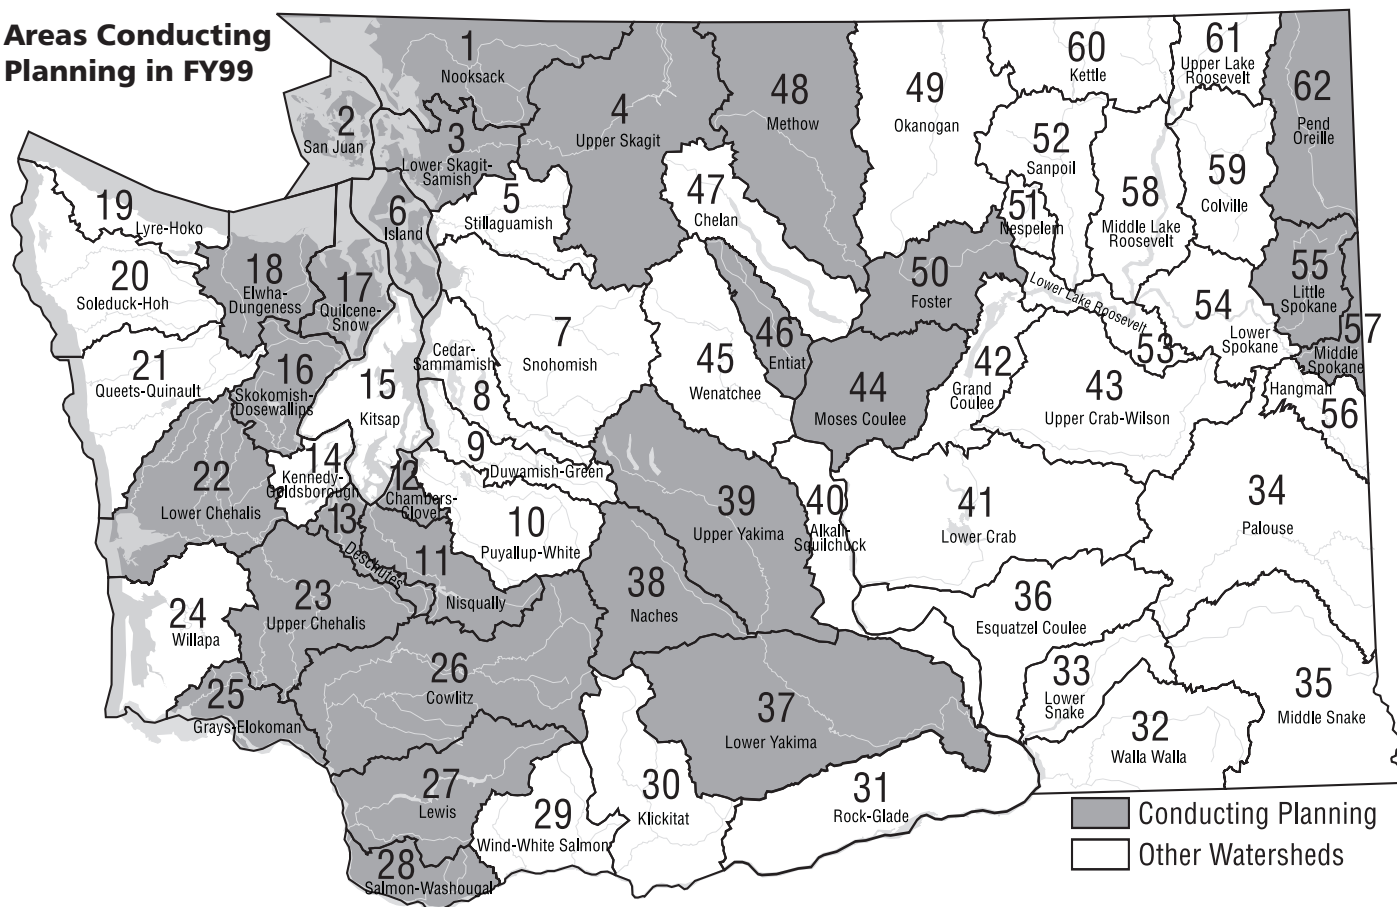 Areas Conducting
Planning in FY99
1
Nooksack
2
San Juan
3
Lower Skagit-
Samish
4
Upper Skagit
5
Stillaguamish
6
Island
7
Snohomish
Cedar-
Sammamish
8
9
Duwamish-Green
10
Puyallup-White
11
Nisqually
12
Chambers-
Clover
13
Deschutes
14
Kennedy-
Goldsborough
15
Kitsap
16
Skokomish-
Dosewallips
17
Quilcene-
Snow
18
Elwha-
Dungeness
19
Lyre-Hoko
20
Soleduck-Hoh
21
Queets-Quinault
22
Lower Chehalis
23
Upper Chehalis
24
Willapa
25
Grays-Elokoman
26
Cowlitz
27
Lewis
28
Salmon-Washougal
29
Wind-White Salmon
30
Klickitat
31
Rock-Glade
32
Walla Walla
33
Lower
Snake
34
Palouse
35
Middle Snake
36
Esquatzel Coulee
37
Lower Yakima
38
Naches
39
Upper Yakima
40
Alkali-
Squilchuck
41
Lower Crab
42
Grand
Coulee
43
Upper Crab-Wilson
44
Moses Coulee
45
Wenatchee
46
Entiat
47
Chelan
48
Methow
49
Okanogan
50
Foster
51
Nespelem
52
Sanpoil
Lower Lake Roosevelt
53
54
Lower
Spokane
55
Little
Spokane
Hangman
56
57
Middle
Spokane
58
Middle Lake
Roosevelt
59
Colville
60
Kettle
61
Upper Lake
Roosevelt
62
Pend
Oreille
Conducting Planning
Other Watersheds